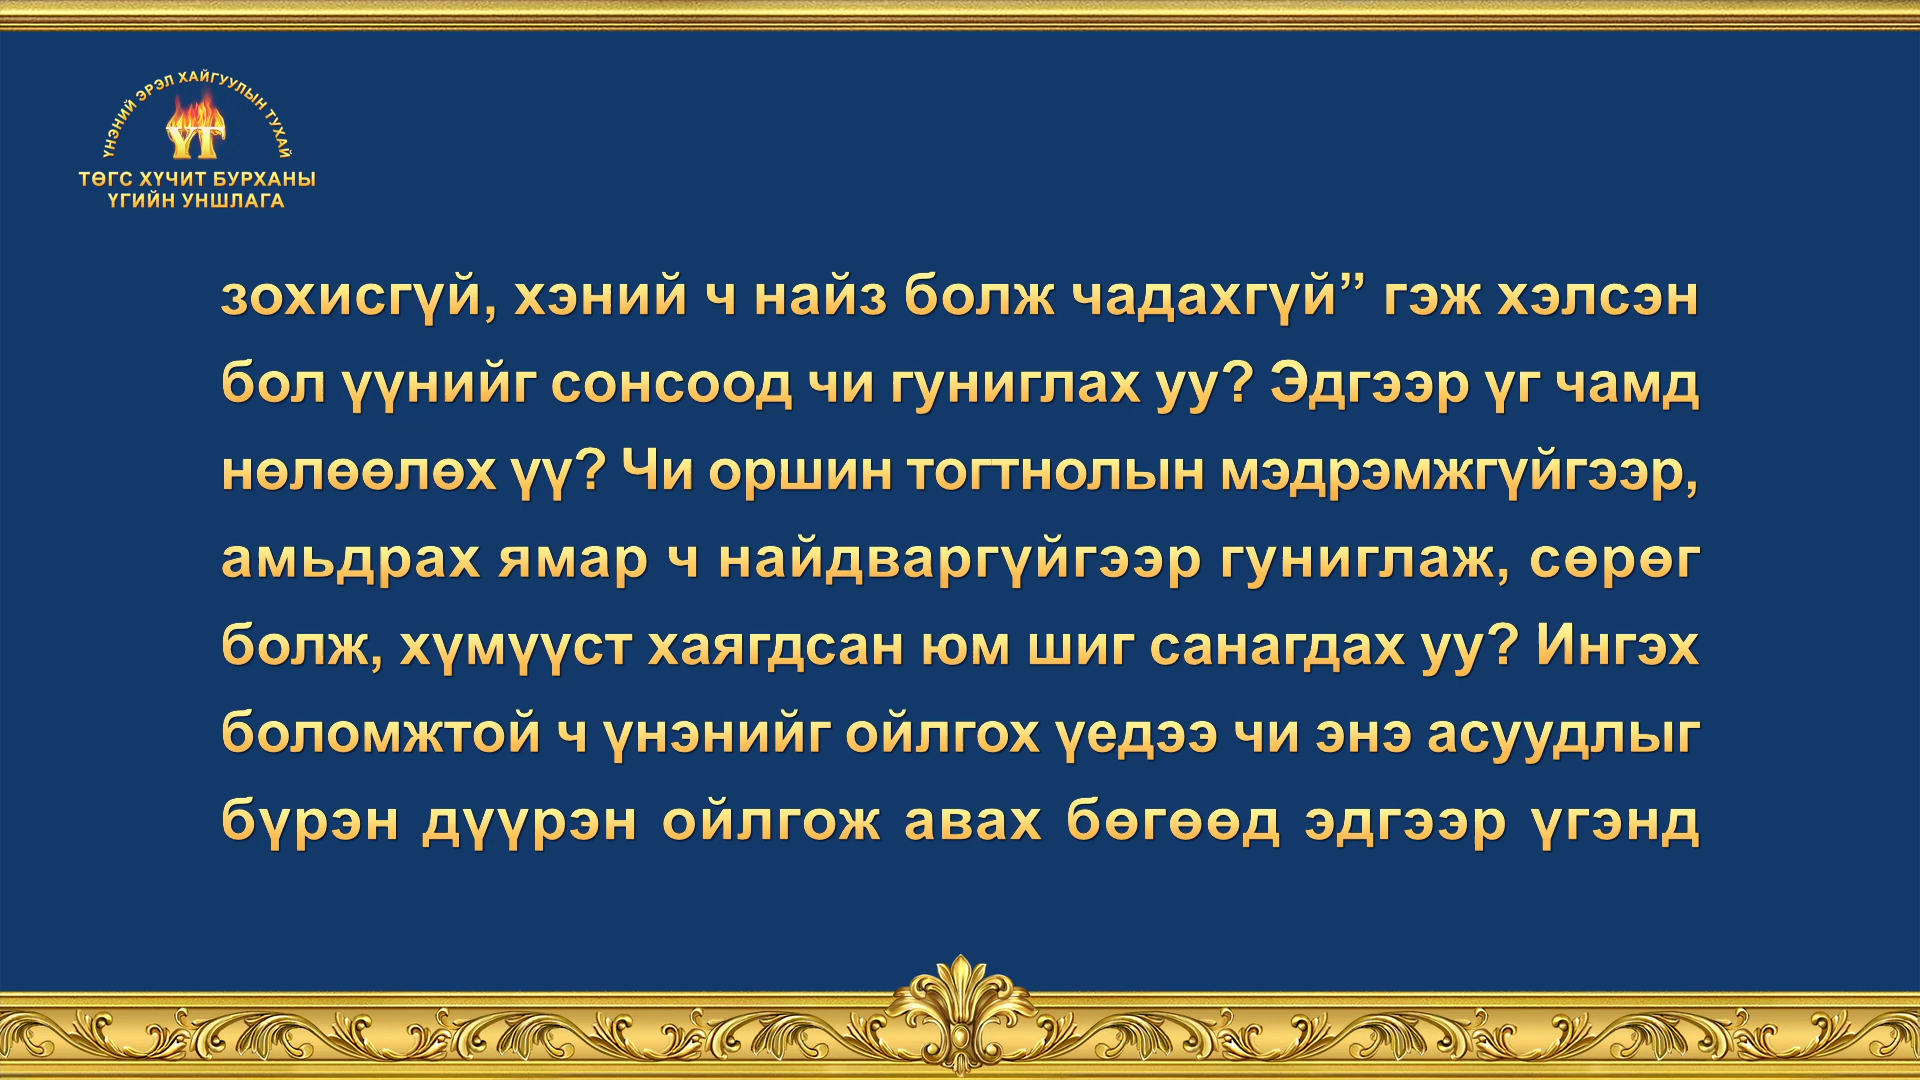 ҮНЭНИЙ ЭРЭЛ ХАЙГУУЛЫН ТУХАЙ
ҮГ
ТӨГС ХҮЧИТ БУРХАНЫ
ҮГИЙН УНШЛАГА
зохисгүй, хэний ч найз болж чадахгүй” гэж хэлсэн
бол үүнийг сонсоод чи гуниглах уу? Эдгээр үг чамд
нөлөөлөх үү? Чи оршин тогтнолын мэдрэмжгүйгээр,
амьдрах ямар ч найдваргүйгээр гуниглаж, сөрөг
болж, хүмүүст хаягдсан юм шиг санагдах уу? Ингэх
боломжтой ч үнэнийг ойлгох үедээ чи энэ асуудлыг
бүрэн дүүрэн ойлгож авах бөгөөд эдгээр үгэнд